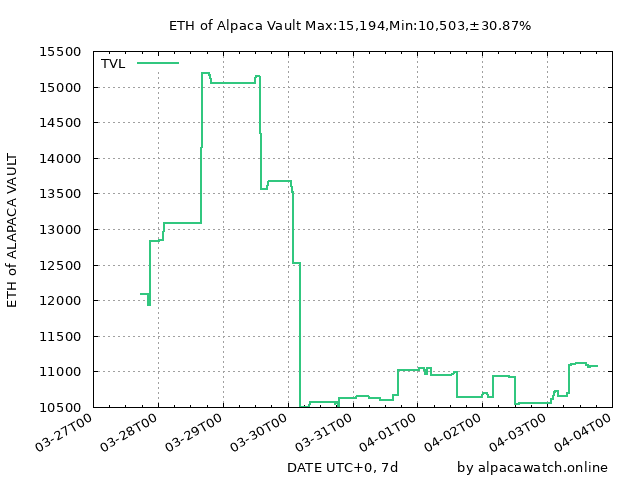 ETH of Alpaca Vault Max:15,194,Min:10,503,±30.87%
TVL
ETH of ALAPACA VAULT
15500
15000
14500
14000
13500
13000
12500
12000
11500
11000
10500
03-27T00
03-28T00
03-29T00
03-30T00
03-31T00
04-01T00
04-02T00
04-03T00
04-04T00
DATE UTC+0, 7d
by alpacawatch.online